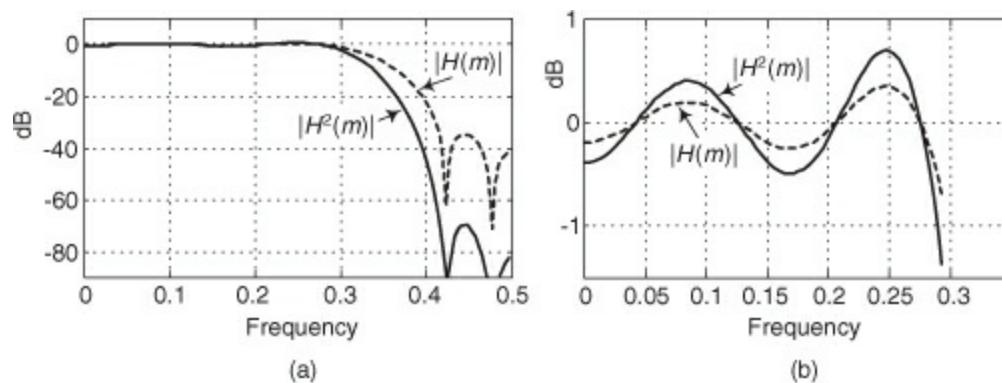 0
-20
-40
-60
-80
dB
|H(m)|
|H²(m)|
0 0.1 0.2 0.3 0.4 0.5
Frequency
(a)
1
0
-1
dB
|H²(m)|
|H(m)|
0 0.05 0.1 0.15 0.2 0.25 0.3
Frequency
(b)